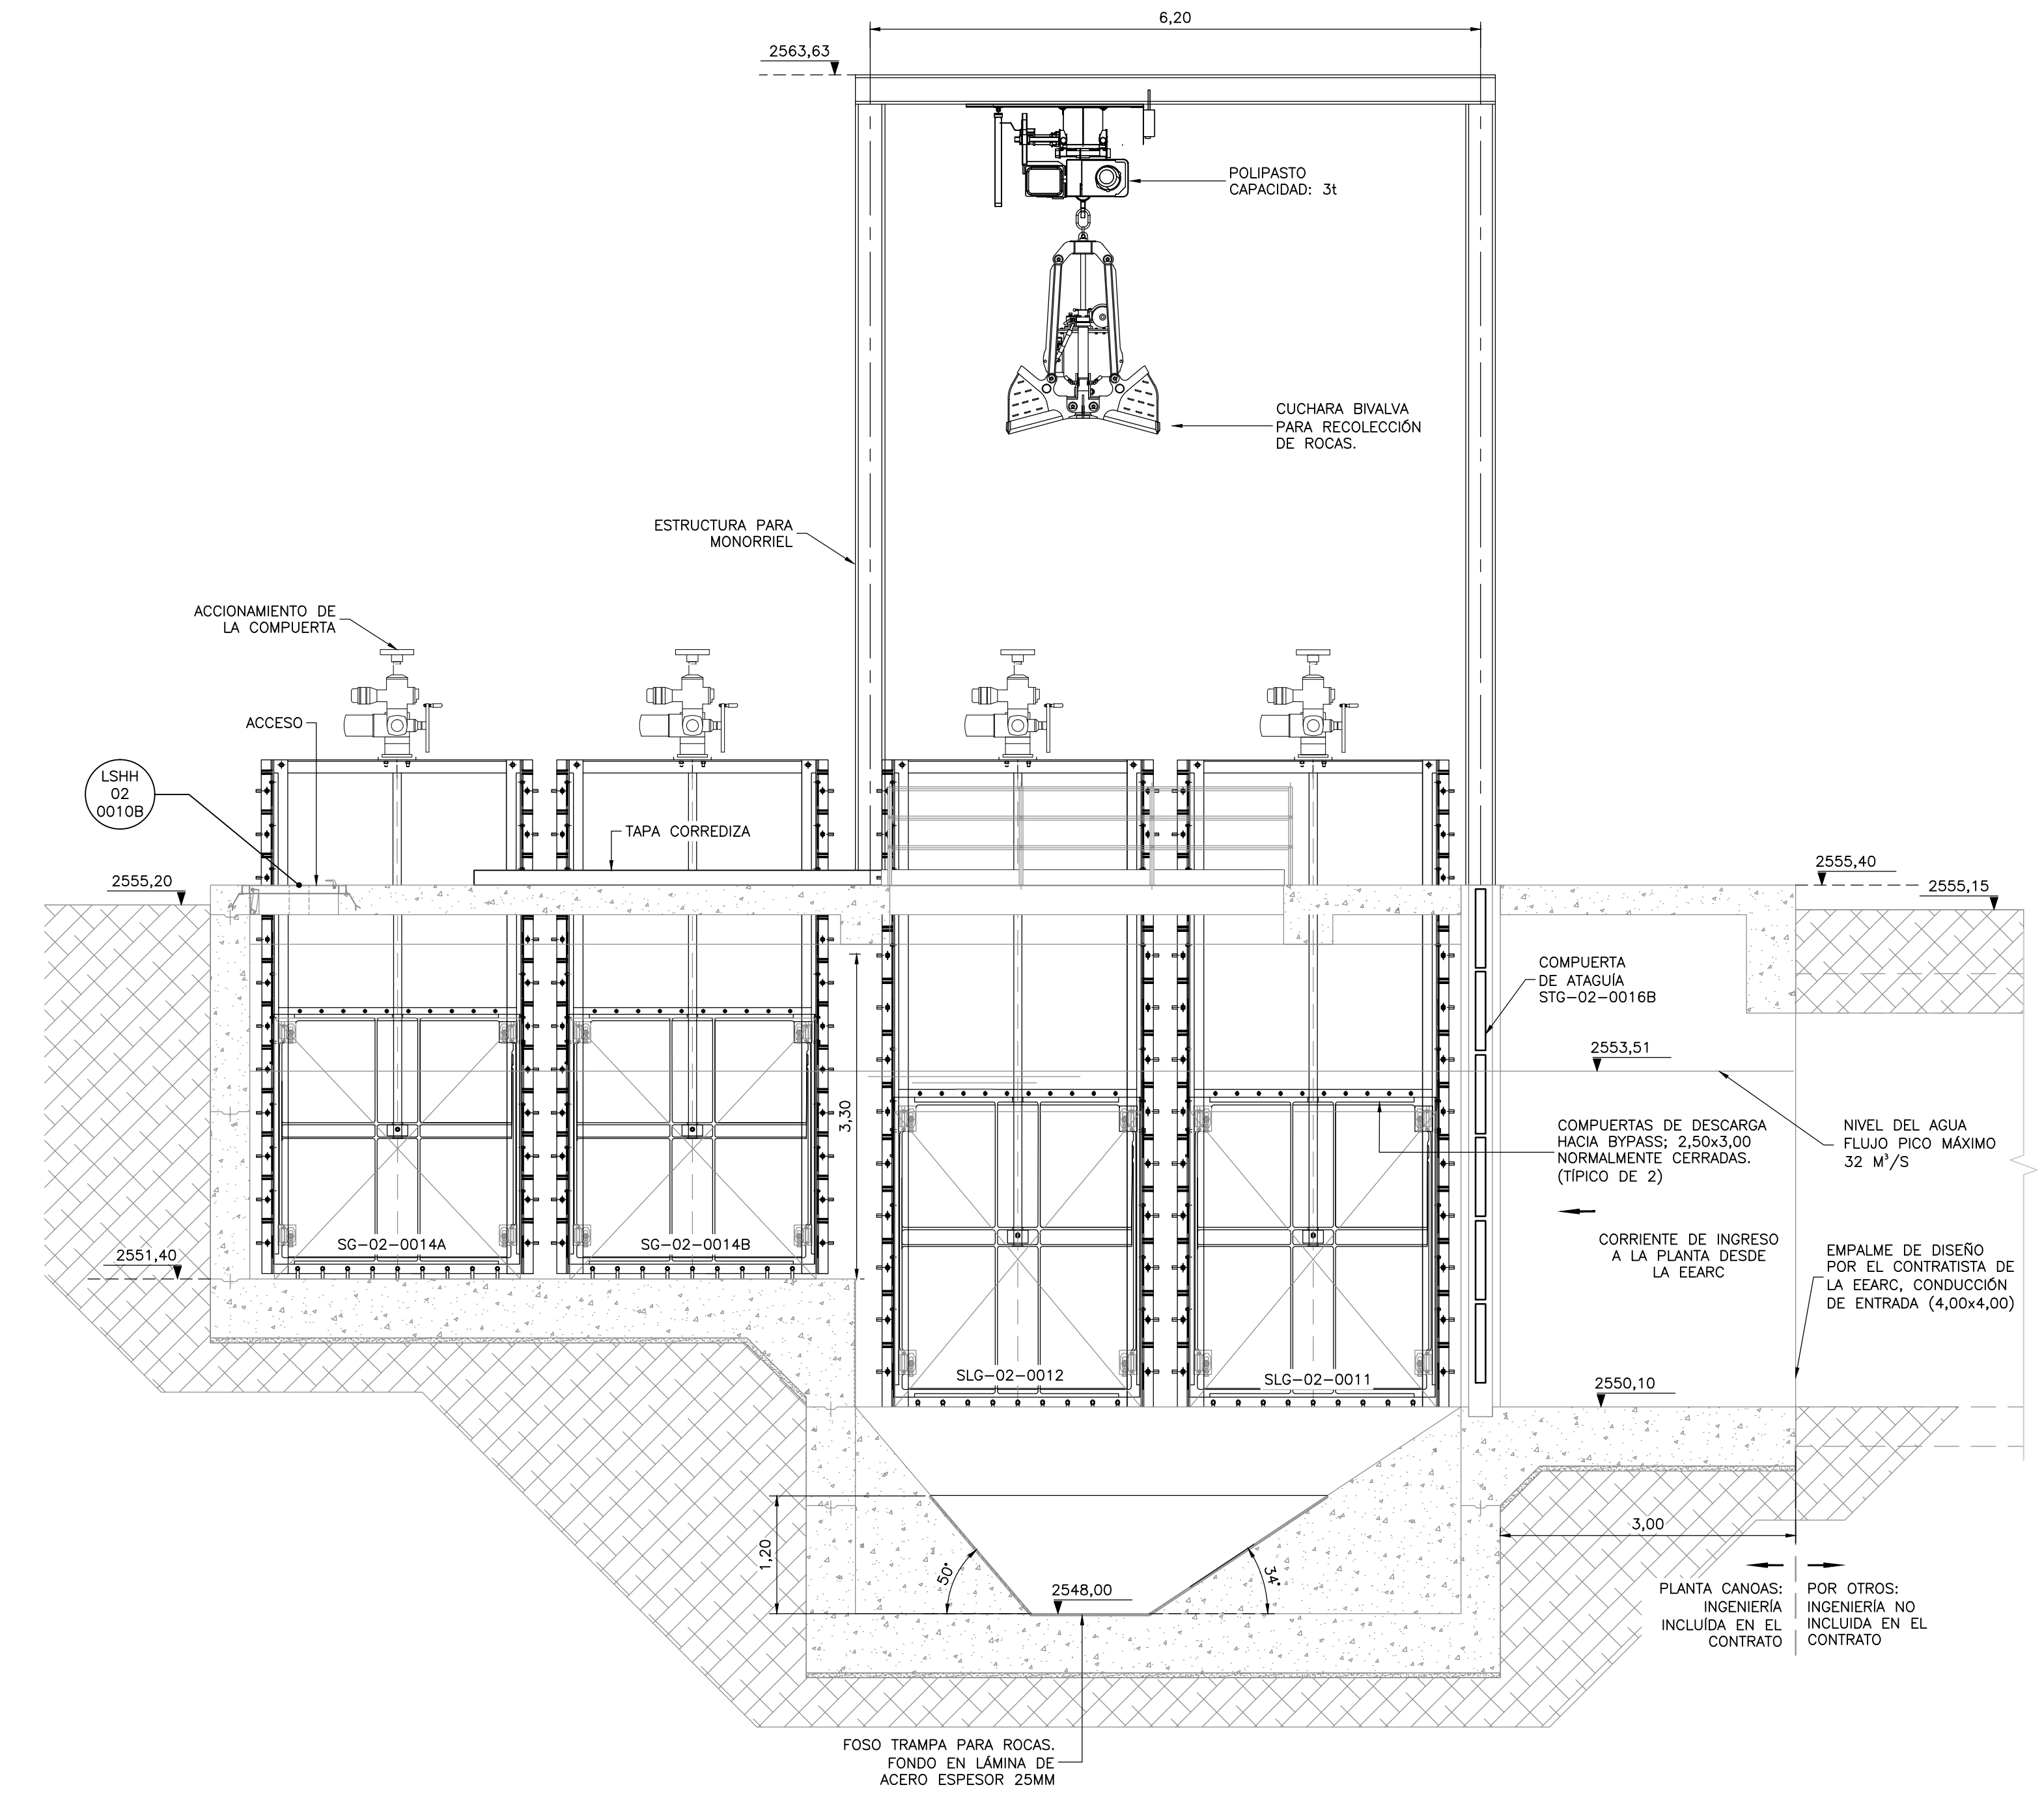 6,20
2563,63
POLIPASTO
CAPACIDAD: 3t
CUCHARA BIVALVA
PARA RECOLECCIÓN
DE ROCAS.
ESTRUCTURA PARA
MONORRIEL
ACCIONAMIENTO DE
LA COMPUERTA
ACCESO
LSHH
02
0010B
TAPA CORREDIZA
2555,20
2555,40
2555,15
COMPUERTA
DE ATAGUÍA
STG-02-0016B
2553,51
3,30
COMPUERTAS DE DESCARGA
HACIA BYPASS; 2,50x3,00
NORMALMENTE CERRADAS.
(TÍPICO DE 2)
NIVEL DEL AGUA
FLUJO PICO MÁXIMO
32 M³/S
SG-02-0014A
SG-02-0014B
2551,40
CORRIENTE DE INGRESO
A LA PLANTA DESDE
LA EEARC
EMPALME DE DISEÑO
POR EL CONTRATISTA DE
LA EEARC, CONDUCCIÓN
DE ENTRADA (4,00x4,00)
SLG-02-0012
SLG-02-0011
2550,10
1,20
50°
34°
2548,00
3,00
PLANTA CANOAS:
INGENIERÍA
INCLUÍDA EN EL
CONTRATO
POR OTROS:
INGENIERÍA NO
INCLUIDA EN EL
CONTRATO
FOSO TRAMPA PARA ROCAS.
FONDO EN LÁMINA DE
ACERO ESPESOR 25MM